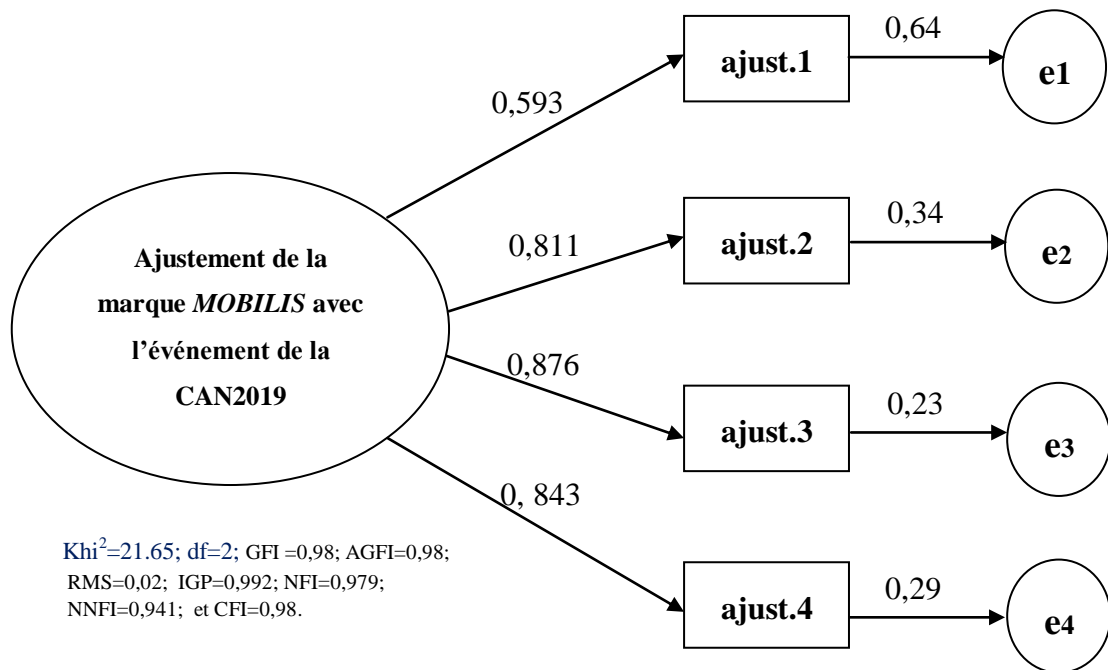 0,64
ajust.1
e1
0,593
0,34
ajust.2
e2
0,811
Ajustement de la
marque MOBILIS avec
l'événement de la
CAN2019
0,876
0,23
ajust.3
e3
0, 843
Khi²=21.65; df=2; GFI =0,98; AGFI=0,98;
RMS=0,02; IGP=0,992; NFI=0,979;
NNFI=0,941; et CFI=0,98.
0,29
ajust.4
e4